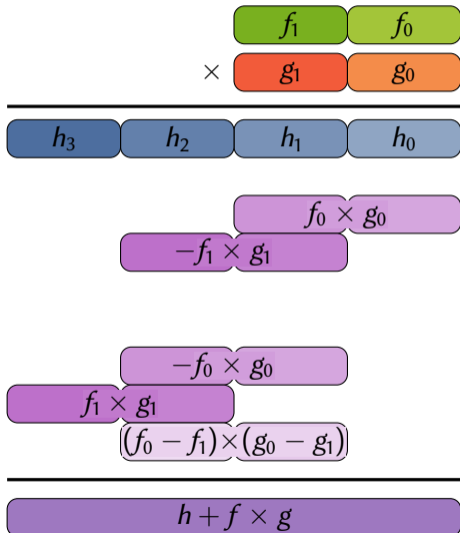 f₁ f₀
× g₁ g₀
h₃ h₂ h₁ h₀
f₀ × g₀
−f₁ × g₁
−f₀ × g₀
f₁ × g₁
(f₀ − f₁)×(g₀ − g₁)
h + f × g